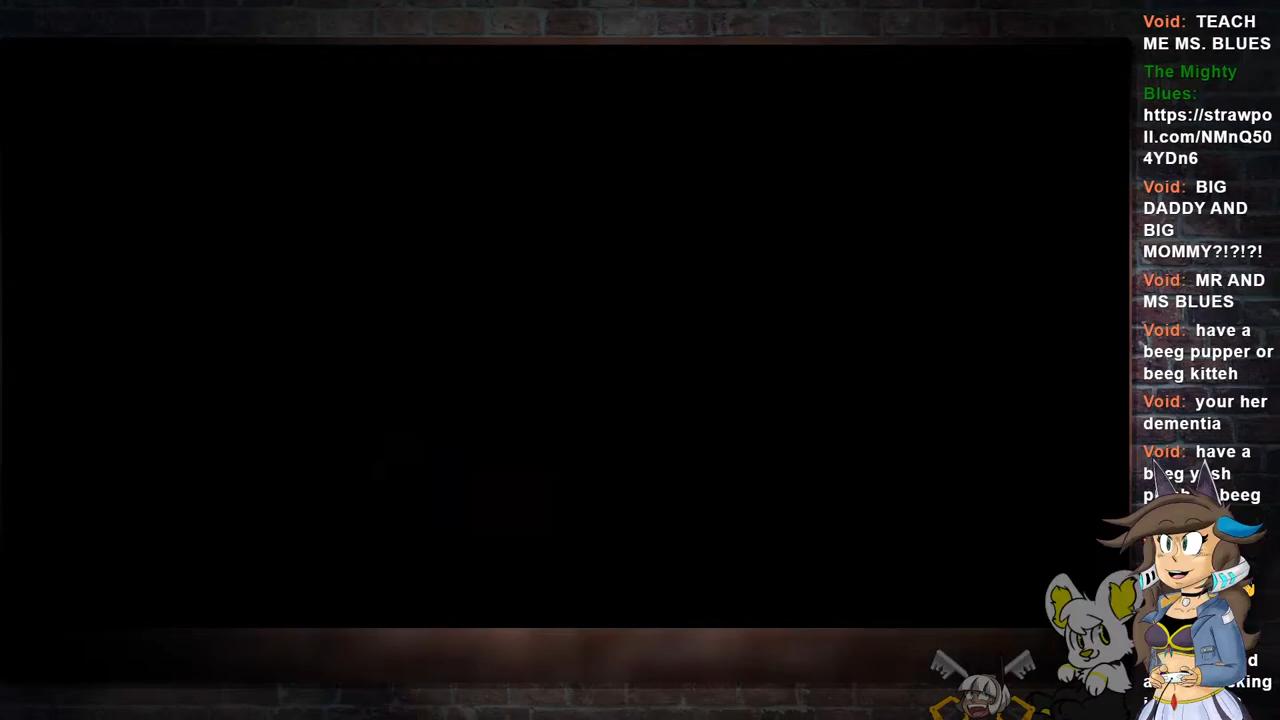 Void: TEACH
ME MS. BLUES
The Mighty
Blues:
https://strawpo
ll.com/NMnQ50
4YDn6
Void: BIG
DADDY AND
BIG
MOMMY?!?!?!
Void: MR AND
MS BLUES
Void: have a
beeg pupper or
beeg kitteh
Void: your her
dementia
Void: have a
beeg
beeg